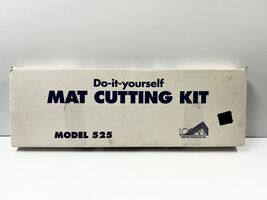 Do-it-yourself
MAT CUTTING KIT
MODEL 525